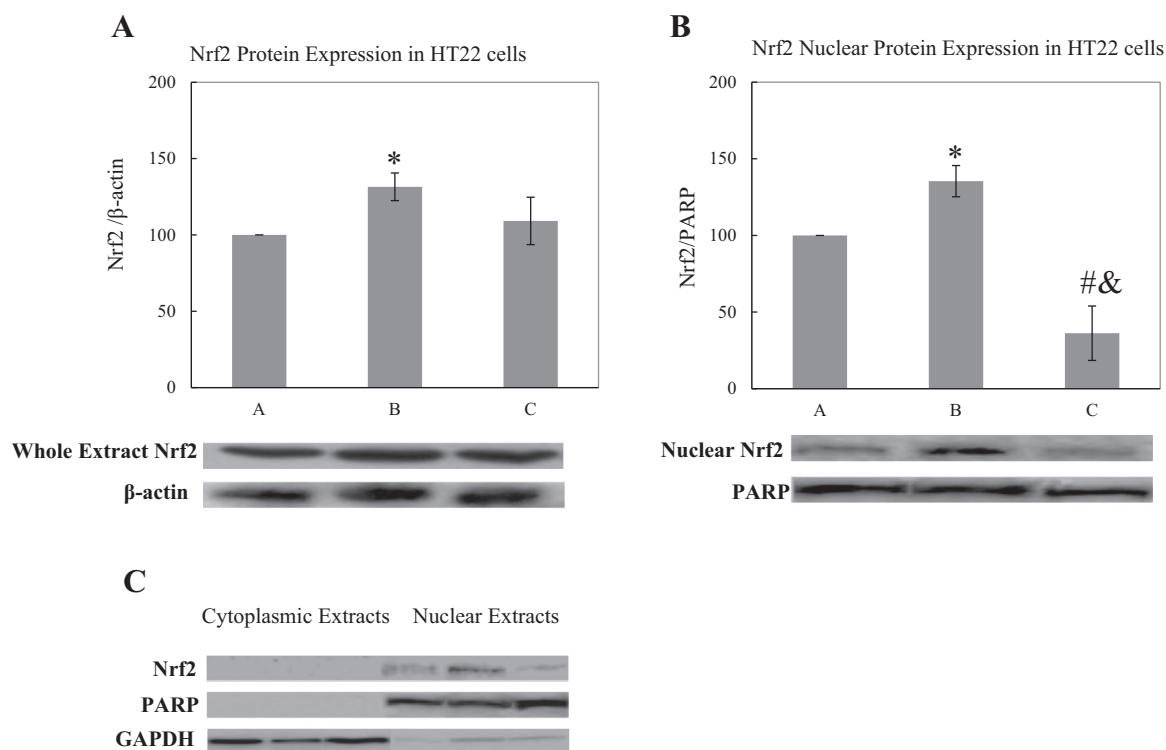 A
Nrf2 Protein Expression in HT22 cells
200
150
100
50
0
Nrf2 /β-actin
*
A B C
Whole Extract Nrf2
β-actin
B
Nrf2 Nuclear Protein Expression in HT22 cells
200
150
100
50
0
Nrf2/PARP
*
#&
A B C
Nuclear Nrf2
PARP
C
Cytoplasmic Extracts Nuclear Extracts
Nrf2
PARP
GAPDH